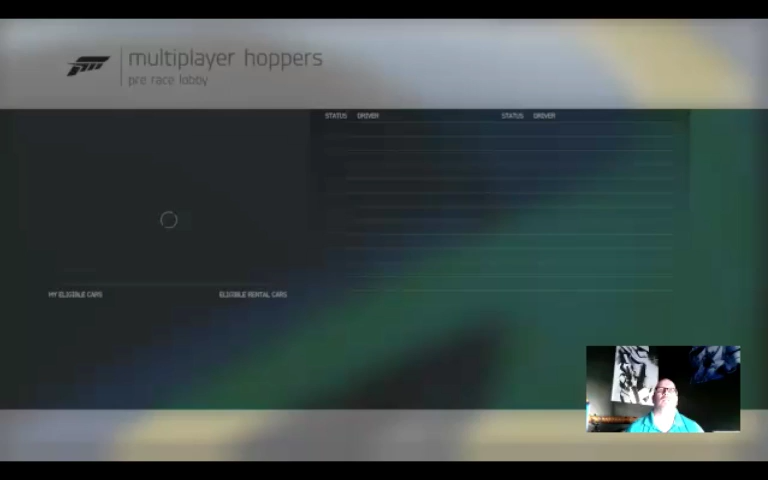 multiplayer hoppers
pre race lobby
STATUS DRIVER STATUS DRIVER
MY ELIGIBLE CARS ELIGIBLE RENTAL CARS